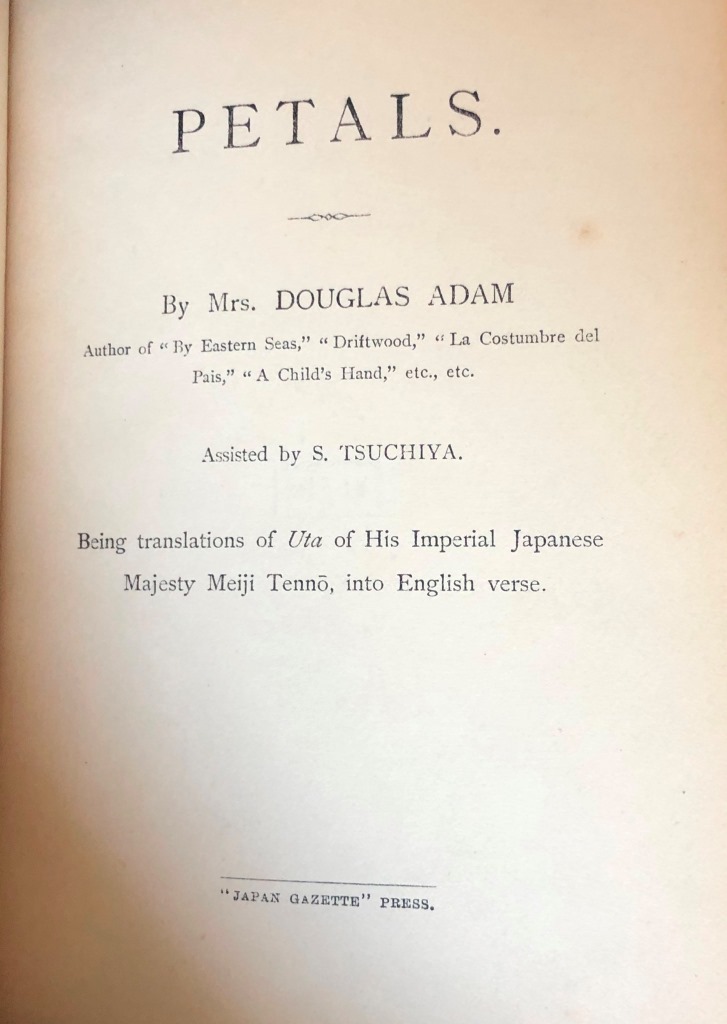 PETALS.
By Mrs. DOUGLAS ADAM
Author of “By Eastern Seas,” “Driftwood,” “La Costumbre del
Pais,” “A Child’s Hand,” etc., etc.
Assisted by S. TSUCHIYA.
Being translations of Uta of His Imperial Japanese
Majesty Meiji Tennō, into English verse.
“JAPAN GAZETTE” PRESS.